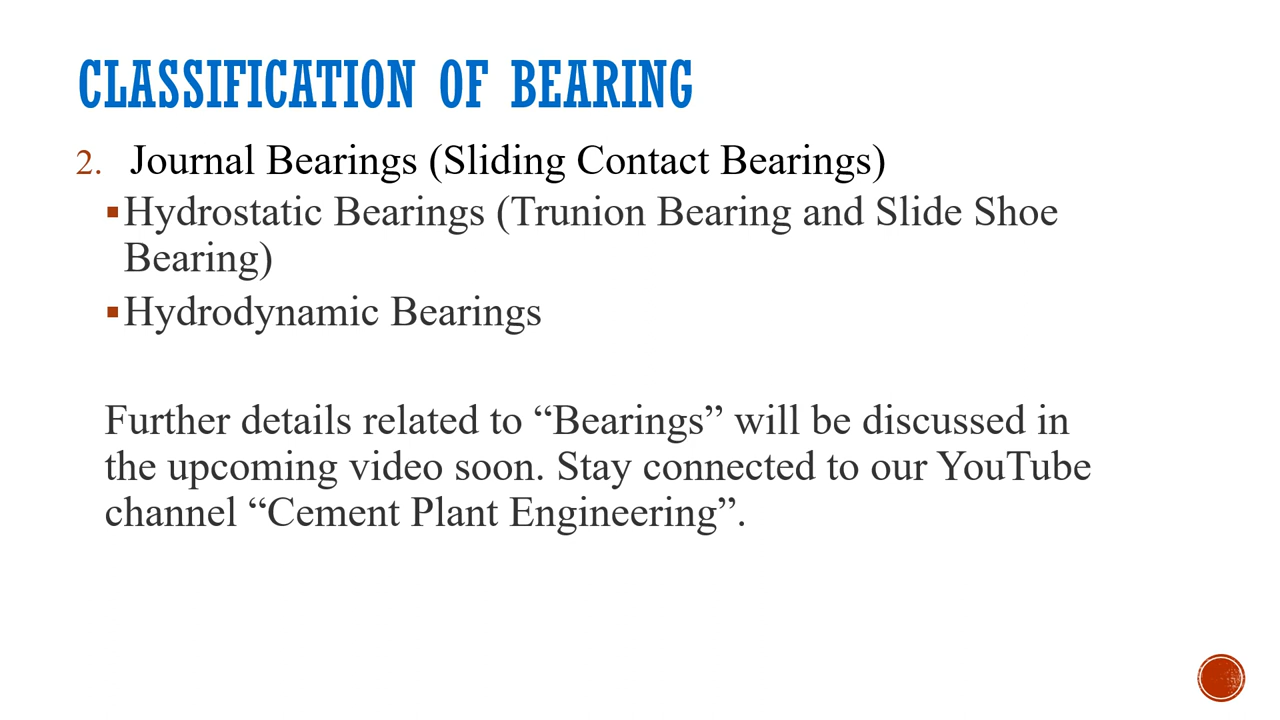 CLASSIFICATION OF BEARING
2. Journal Bearings (Sliding Contact Bearings)
▪Hydrostatic Bearings (Trunion Bearing and Slide Shoe
Bearing)
▪Hydrodynamic Bearings
Further details related to “Bearings” will be discussed in
the upcoming video soon. Stay connected to our YouTube
channel “Cement Plant Engineering”.